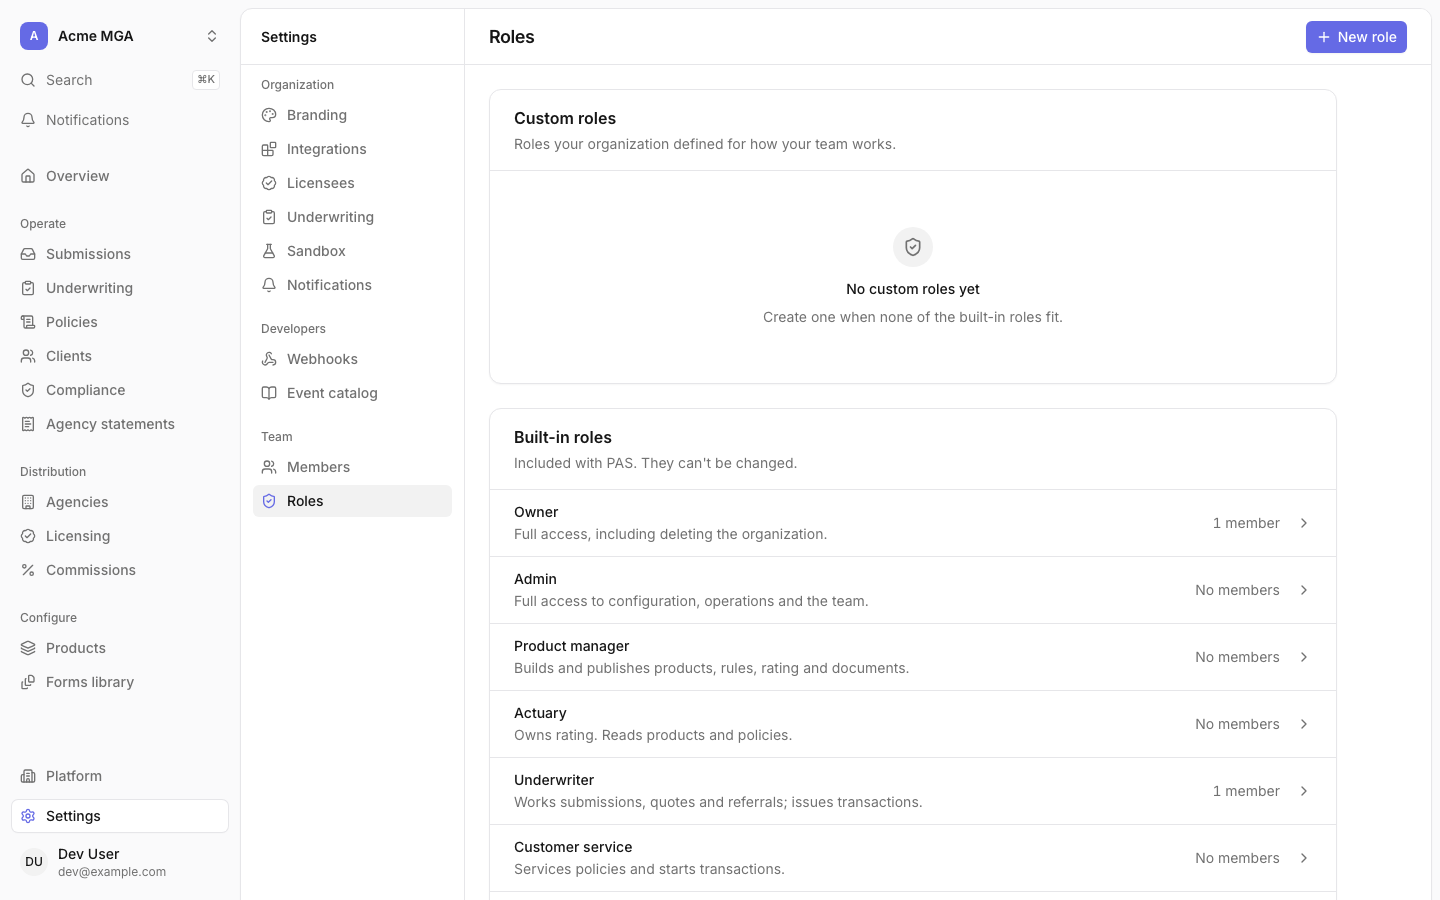 A
Acme MGA
Search
⌘K
Notifications
Overview
Operate
Submissions
Underwriting
Policies
Clients
Compliance
Agency statements
Distribution
Agencies
Licensing
Commissions
Configure
Products
Forms library
Platform
Settings
DU
Dev User
dev@example.com
Settings
Organization
Branding
Integrations
Licensees
Underwriting
Sandbox
Notifications
Developers
Webhooks
Event catalog
Team
Members
Roles
Roles
New role
Custom roles
Roles your organization defined for how your team works.
No custom roles yet
Create one when none of the built-in roles fit.
Built-in roles
Included with PAS. They can't be changed.
Owner
Full access, including deleting the organization.
1 member
Admin
Full access to configuration, operations and the team.
No members
Product manager
Builds and publishes products, rules, rating and documents.
No members
Actuary
Owns rating. Reads products and policies.
No members
Underwriter
Works submissions, quotes and referrals; issues transactions.
1 member
Customer service
Services policies and starts transactions.
No members